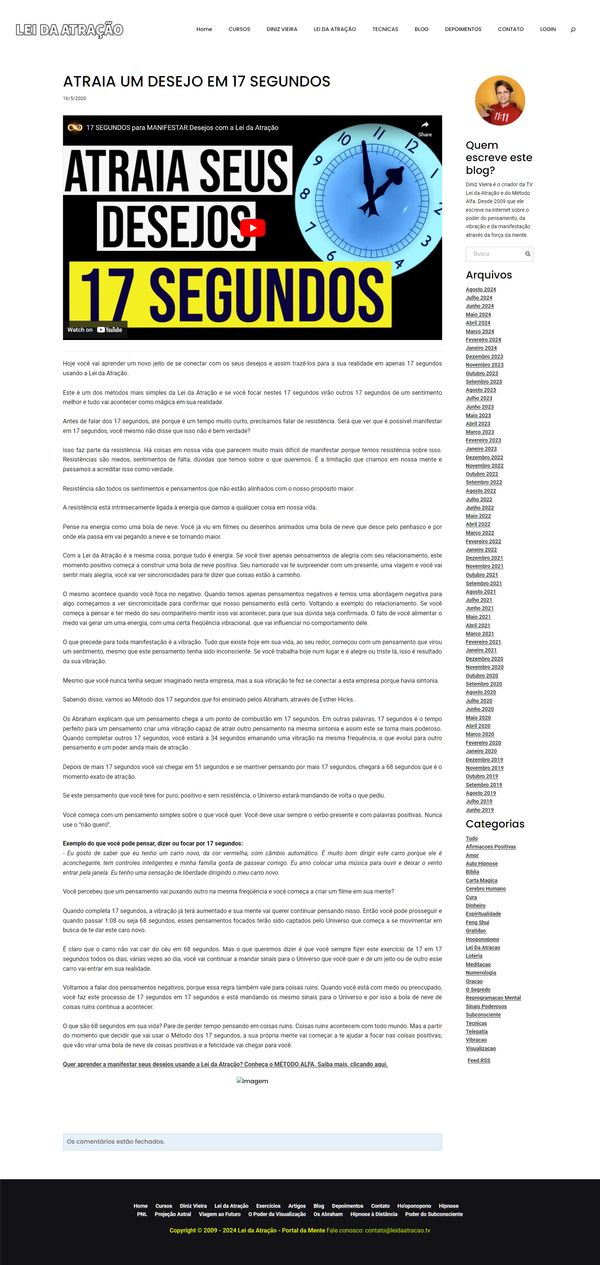 LEI DA ATRAÇÃO
Home CURSOS DINIZ VIEIRA LEI DA ATRAÇÃO TECNICAS BLOG DEPOIMENTOS CONTATO LOGIN
ATRAIA UM DESEJO EM 17 SEGUNDOS
16/5/2020
17 SEGUNDOS para MANIFESTAR Desejos com a Lei da Atração
Share
ATRAIA SEUS
DESEJOS
17 SEGUNDOS
Watch on YouTube
Hoje você vai aprender um novo jeito de se conectar com os seus desejos e assim trazê-los para a sua realidade em apenas 17 segundos
usando a Lei da Atração.
Este é um dos métodos mais simples da Lei da Atração e se você focar nestes 17 segundos virão outros 17 segundos de um sentimento
melhor e tudo vai acontecer como mágica em sua realidade.
Antes de falar dos 17 segundos, até porque é um tempo muito curto, precisamos falar de resistência. Será que ver que é possível manifestar
em 17 segundos, você mesmo não disse que isso não é bem verdade?
Isso faz parte da resistência. Há coisas em nossa vida que parecem muito mais difícil de manifestar porque temos resistência sobre isso.
Resistências são medos, sentimentos de falta, dúvidas que temos sobre o que queremos. É a limitação que criamos em nossa mente e
passamos a acreditar isso como verdade.
Resistência são todos os sentimentos e pensamentos que não estão alinhados com o nosso propósito maior.
A resistência está intrinsecamente ligada à energia que damos a qualquer coisa em nossa vida.
Pense na energia como uma bola de neve. Você já viu em filmes ou desenhos animados uma bola de neve que desce pelo penhasco e por
onde ela passa em vai pegando a neve e se tornando maior.
Com a Lei da Atração é a mesma coisa, porque tudo é energia. Se você tiver apenas pensamentos de alegria com seu relacionamento, este
momento positivo começa a construir uma bola de neve positiva. Seu namorado vai te surpreender com um presente, uma viagem e você vai
sentir mais alegria, você vai ver sincronicidades para te dizer que coisas estão à caminho.
O mesmo acontece quando você foca no negativo. Quando temos apenas pensamentos negativos e temos uma abordagem negativa para
algo começamos a ver sincronicidade para confirmar que nosso pensamento está certo. Voltando a exemplo do relacionamento. Se você
começa a pensar e ter medo do seu companheiro mentir isso vai acontecer, para que sua dúvida seja confirmada. O fato de você alimentar o
medo vai gerar um uma energia, com uma certa freqüência vibracional. que vai influenciar no comportamento dele.
O que precede para toda manifestação é a vibração. Tudo que existe hoje em sua vida, ao seu redor, começou com um pensamento que virou
um sentimento, mesmo que este pensamento tenha sido inconsciente. Se você trabalha hoje num lugar e é alegre ou triste lá, isso é resultado
da sua vibração.
Mesmo que você nunca tenha sequer imaginado nesta empresa, mas a sua vibração te fez se conectar a esta empresa porque havia sintonia.
Sabendo disso, vamos ao Método dos 17 segundos que foi ensinado pelos Abraham, através de Esther Hicks.
Os Abraham explicam que um pensamento chega a um ponto de combustão em 17 segundos. Em outras palavras, 17 segundos é o tempo
perfeito para um pensamento criar uma vibração capaz de atrair outro pensamento na mesma sintonia e assim este se torna mais poderoso.
Quando completar outros 17 segundos, você estará a 34 segundos emanando uma vibração na mesma frequência, o que evolui para outro
pensamento e um poder ainda mais de atração.
Depois de mais 17 segundos você vai chegar em 51 segundos e se mantiver pensando por mais 17 segundos, chegará a 68 segundos que é o
momento exato de atração.
Se este pensamento que você teve for puro, positivo e sem resistência, o Universo estará mandando de volta o que pediu.
Você começa com um pensamento simples sobre o que você quer. Você deve usar sempre o verbo presente e com palavras positivas. Nunca
use o "não quero".
Exemplo do que você pode pensar, dizer ou focar por 17 segundos:
- Eu gosto de saber que eu tenho um carro novo, da cor vermelha, com câmbio automático. É muito bom dirigir este carro porque ele é
aconchegante, tem controles inteligentes e minha família gosta de passear comigo. Eu amo colocar uma música para ouvir e deixar o vento
entrar pela janela. Eu tenho uma sensação de liberdade dirigindo o meu carro novo.
Você percebeu que um pensamento vai puxando outro na mesma freqüência e você começa a criar um filme em sua mente?
Quando completa 17 segundos, a vibração já terá aumentado e sua mente vai querer continuar pensando nisso. Então você pode prosseguir e
quando passar 1:08 ou seja 68 segundos, esses pensamentos focados terão sido captados pelo Universo que começa a se movimentar em
busca de te dar este caro novo.
É claro que o carro não vai cair do céu em 68 segundos. Mas o que queremos dizer é que você sempre fizer este exercício de 17 em 17
segundos todos os dias, várias vezes ao dia, você vai continuar a mandar sinais para o Universo que você quer e de um jeito ou de outro esse
carro vai entrar em sua realidade.
Voltamos a falar dos pensamentos negativos, porque essa regra também vale para coisas ruins. Quando você está com medo ou preocupado,
você faz este processo de 17 segundos em 17 segundos e está mandando os mesmo sinais para o Universo e por isso a bola de neve de
coisas ruins continua a acontecer.
O que são 68 segundos em sua vida? Pare de perder tempo pensando em coisas ruins. Coisas ruins acontecem com todo mundo. Mas a partir
do momento que decidir que vai usar o Método dos 17 segundos, a sua própria mente vai começar a te ajudar a focar nas coisas positivas,
que vão virar uma bola de neve de coisas positivas e a felicidade vai chegar para você.
Quer aprender a manifestar seus desejos usando a Lei da Atração? Conheça o MÉTODO ALFA. Saiba mais, clicando aqui.
Imagem
Os comentários estão fechados.
11:11
Quem
escreve este
blog?
Diniz Vieira é o criador da TV
Lei da Atração e do Método
Alfa. Desde 2009 que ele
escreve na Internet sobre o
poder do pensamento, da
vibração e da manifestação
através da força da mente.
Busca
Arquivos
Agosto 2024
Julho 2024
Junho 2024
Maio 2024
Abril 2024
Março 2024
Fevereiro 2024
Janeiro 2024
Dezembro 2023
Novembro 2023
Outubro 2023
Setembro 2023
Agosto 2023
Julho 2023
Junho 2023
Maio 2023
Abril 2023
Março 2023
Fevereiro 2023
Janeiro 2023
Dezembro 2022
Novembro 2022
Outubro 2022
Setembro 2022
Agosto 2022
Julho 2022
Junho 2022
Maio 2022
Abril 2022
Março 2022
Fevereiro 2022
Janeiro 2022
Dezembro 2021
Novembro 2021
Outubro 2021
Setembro 2021
Agosto 2021
Julho 2021
Junho 2021
Maio 2021
Abril 2021
Março 2021
Fevereiro 2021
Janeiro 2021
Dezembro 2020
Novembro 2020
Outubro 2020
Setembro 2020
Agosto 2020
Julho 2020
Junho 2020
Maio 2020
Abril 2020
Março 2020
Fevereiro 2020
Janeiro 2020
Dezembro 2019
Novembro 2019
Outubro 2019
Setembro 2019
Agosto 2019
Julho 2019
Junho 2019
Categorias
Tudo
Afirmacoes Positivas
Amor
Auto Hipnose
Bíblia
Carta Magica
Cerebro Humano
Cura
Dinheiro
Espiritualidade
Feng Shui
Gratidao
Hooponopono
Lei Da Atracao
Loteria
Meditacao
Numerologia
Oracao
O Segredo
Reprogramacao Mental
Sinais Poderosos
Subconsciente
Tecnicas
Telepatia
Vibracao
Visualizacao
Feed RSS
Home Cursos Diniz Vieira Lei da Atração Exercícios Artigos Blog Depoimentos Contato Ho'oponopono Hipnose
PNL Projeção Astral Viagem ao Futuro O Poder da Visualização Os Abraham Hipnose à Distância Poder do Subconsciente
Copyright © 2009 - 2024 Lei da Atração - Portal da Mente Fale conosco: contato@leidaatracao.tv